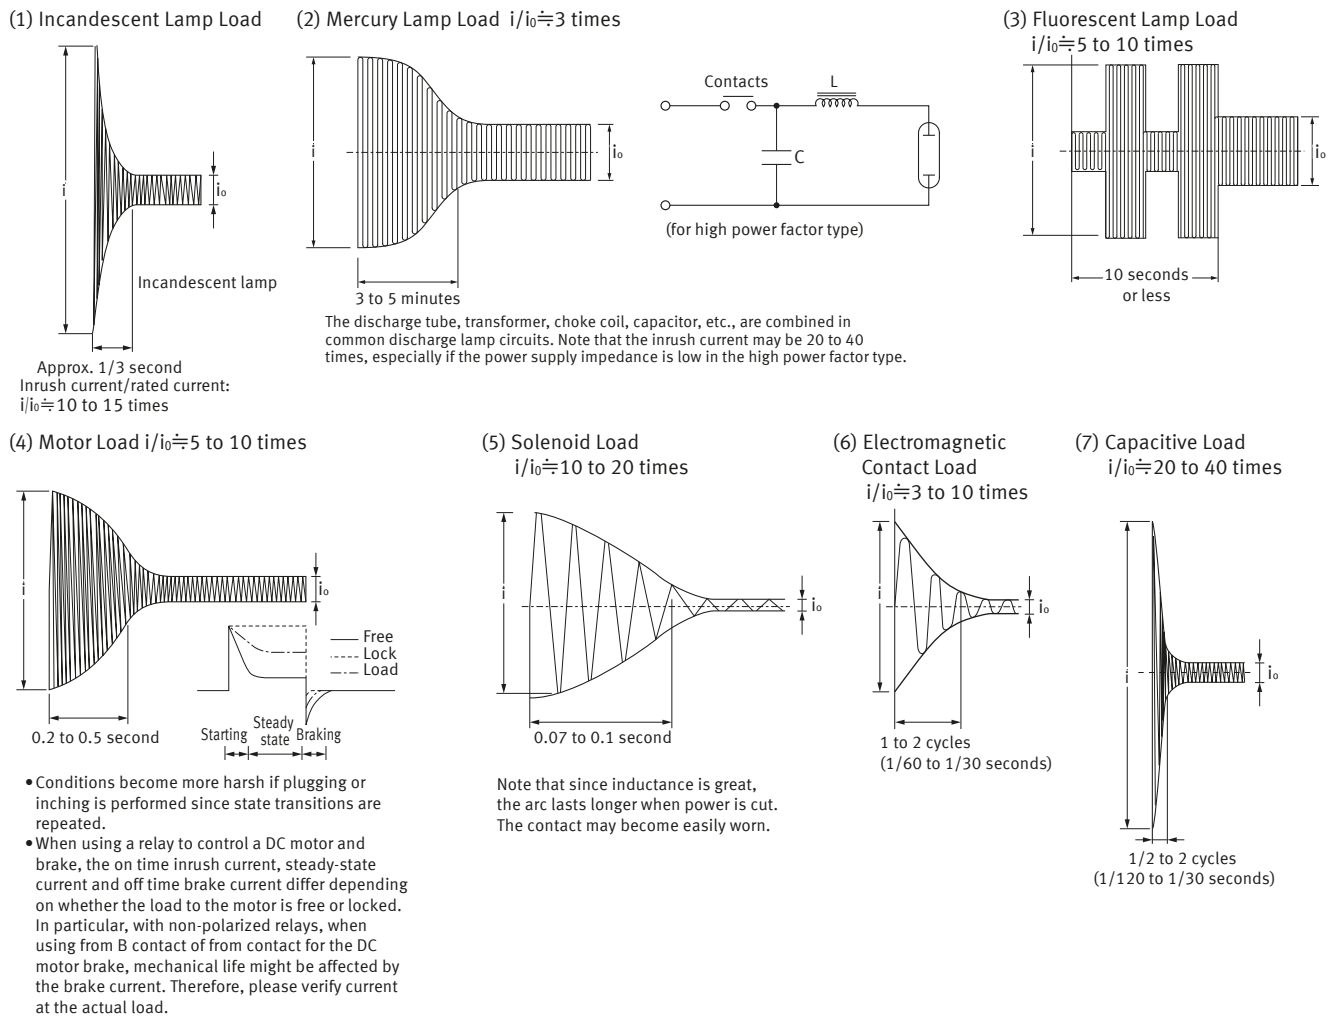 (1) Incandescent Lamp Load
i
i₀
Incandescent lamp
Approx. 1/3 second
Inrush current/rated current:
i/i₀≒10 to 15 times
(2) Mercury Lamp Load i/i₀≒3 times
i
i₀
3 to 5 minutes
Contacts
L
C
(for high power factor type)
The discharge tube, transformer, choke coil, capacitor, etc., are combined in
common discharge lamp circuits. Note that the inrush current may be 20 to 40
times, especially if the power supply impedance is low in the high power factor type.
(3) Fluorescent Lamp Load
i/i₀≒5 to 10 times
i
i₀
10 seconds
or less
(4) Motor Load i/i₀≒5 to 10 times
i
i₀
Free
Lock
Load
Starting
Steady
state
Braking
0.2 to 0.5 second
•Conditions become more harsh if plugging or
inching is performed since state transitions are
repeated.
•When using a relay to control a DC motor and
brake, the on time inrush current, steady-state
current and off time brake current differ depending
on whether the load to the motor is free or locked.
In particular, with non-polarized relays, when
using from B contact of from contact for the DC
motor brake, mechanical life might be affected by
the brake current. Therefore, please verify current
at the actual load.
(5) Solenoid Load
i/i₀≒10 to 20 times
i
i₀
0.07 to 0.1 second
Note that since inductance is great,
the arc lasts longer when power is cut.
The contact may become easily worn.
(6) Electromagnetic
Contact Load
i/i₀≒3 to 10 times
i
i₀
1 to 2 cycles
(1/60 to 1/30 seconds)
(7) Capacitive Load
i/i₀≒20 to 40 times
i
i₀
1/2 to 2 cycles
(1/120 to 1/30 seconds)